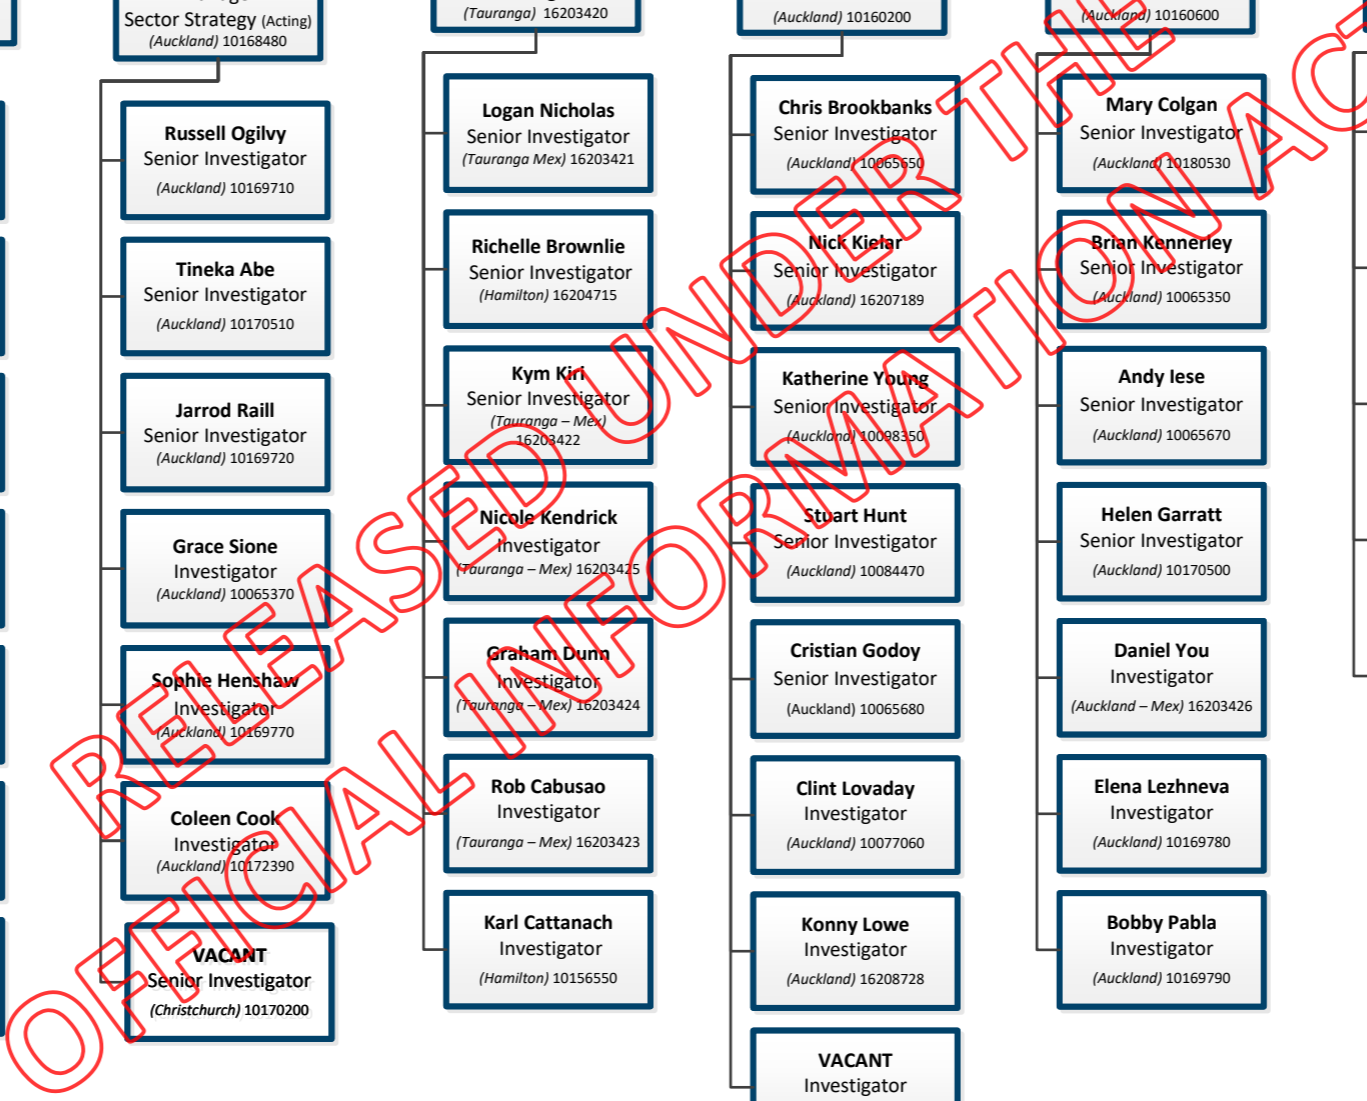 Sector Strategy (Acting)
(Auckland) 10168480
Russell Ogilvy
Senior Investigator
(Auckland) 10169710
Tineka Abe
Senior Investigator
(Auckland) 10170510
Jarrod Raill
Senior Investigator
(Auckland) 10169720
Grace Sione
Investigator
(Auckland) 10065370
Sophie Henshaw
Investigator
(Auckland) 10169770
Coleen Cook
Investigator
(Auckland) 10172390
VACANT
Senior Investigator
(Christchurch) 10170200
(Tauranga) 16203420
Logan Nicholas
Senior Investigator
(Tauranga Mex) 16203421
Richelle Brownlie
Senior Investigator
(Hamilton) 16204715
Kym Kiri
Senior Investigator
(Tauranga – Mex)
16203422
Nicole Kendrick
Investigator
(Tauranga – Mex) 16203425
Graham Dunn
Investigator
(Tauranga – Mex) 16203424
Rob Cabusao
Investigator
(Tauranga – Mex) 16203423
Karl Cattanach
Investigator
(Hamilton) 10156550
(Auckland) 10160200
Chris Brookbanks
Senior Investigator
(Auckland) 10065650
Nick Kielar
Senior Investigator
(Auckland) 16207189
Katherine Young
Senior Investigator
(Auckland) 10098350
Stuart Hunt
Senior Investigator
(Auckland) 10084470
Cristian Godoy
Senior Investigator
(Auckland) 10065680
Clint Lovaday
Investigator
(Auckland) 10077060
Konny Lowe
Investigator
(Auckland) 16208728
VACANT
Investigator
(Auckland) 10160600
Mary Colgan
Senior Investigator
(Auckland) 10180530
Brian Kennerley
Senior Investigator
(Auckland) 10065350
Andy Iese
Senior Investigator
(Auckland) 10065670
Helen Garratt
Senior Investigator
(Auckland) 10170500
Daniel You
Investigator
(Auckland – Mex) 16203426
Elena Lezhneva
Investigator
(Auckland) 10169780
Bobby Pabla
Investigator
(Auckland) 10169790
RELEASED UNDER THE
OFFICIAL INFORMATION ACT